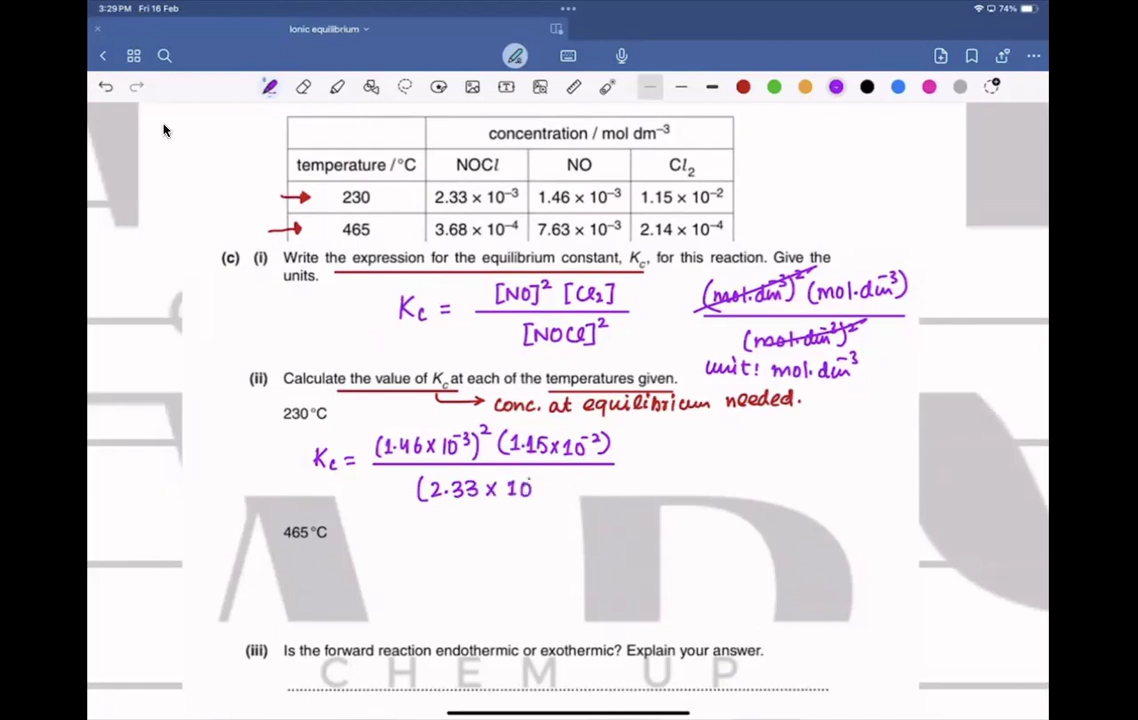 3:29 PM Fri 16 Feb
74%
Ionic equilibrium
concentration / mol dm⁻³
temperature /°C NOCl NO Cl₂
230 2.33 × 10⁻³ 1.46 × 10⁻³ 1.15 × 10⁻²
465 3.68 × 10⁻⁴ 7.63 × 10⁻³ 2.14 × 10⁻⁴
(c) (i) Write the expression for the equilibrium constant, Kc, for this reaction. Give the
units.
Kc = [NO]² [Cl₂] / [NOCl]²
(mol.dm⁻³)² (mol.dm⁻³) / (mol.dm⁻³)²
unit: mol.dm⁻³
(ii) Calculate the value of Kc at each of the temperatures given.
conc. at equilibrium needed.
230 °C
Kc = (1.46 x 10⁻³)² (1.15 x 10⁻²) / (2.33 x 10
465 °C
(iii) Is the forward reaction endothermic or exothermic? Explain your answer.
CHEM UP